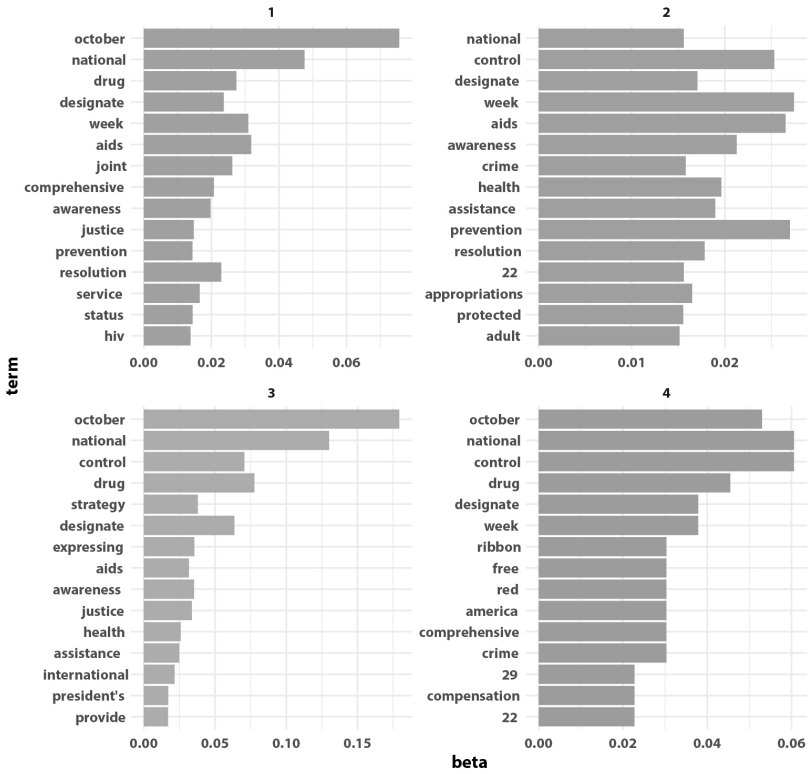 1
october
national
drug
designate
week
aids
joint
comprehensive
awareness
justice
prevention
resolution
service
status
hiv
0.00 0.02 0.04 0.06
2
national
control
designate
week
aids
awareness
crime
health
assistance
prevention
resolution
22
appropriations
protected
adult
0.00 0.01 0.02
term
3
october
national
control
drug
strategy
designate
expressing
aids
awareness
justice
health
assistance
international
president's
provide
0.00 0.05 0.10 0.15
4
october
national
control
drug
designate
week
ribbon
free
red
america
comprehensive
crime
29
compensation
22
0.00 0.02 0.04 0.06
beta